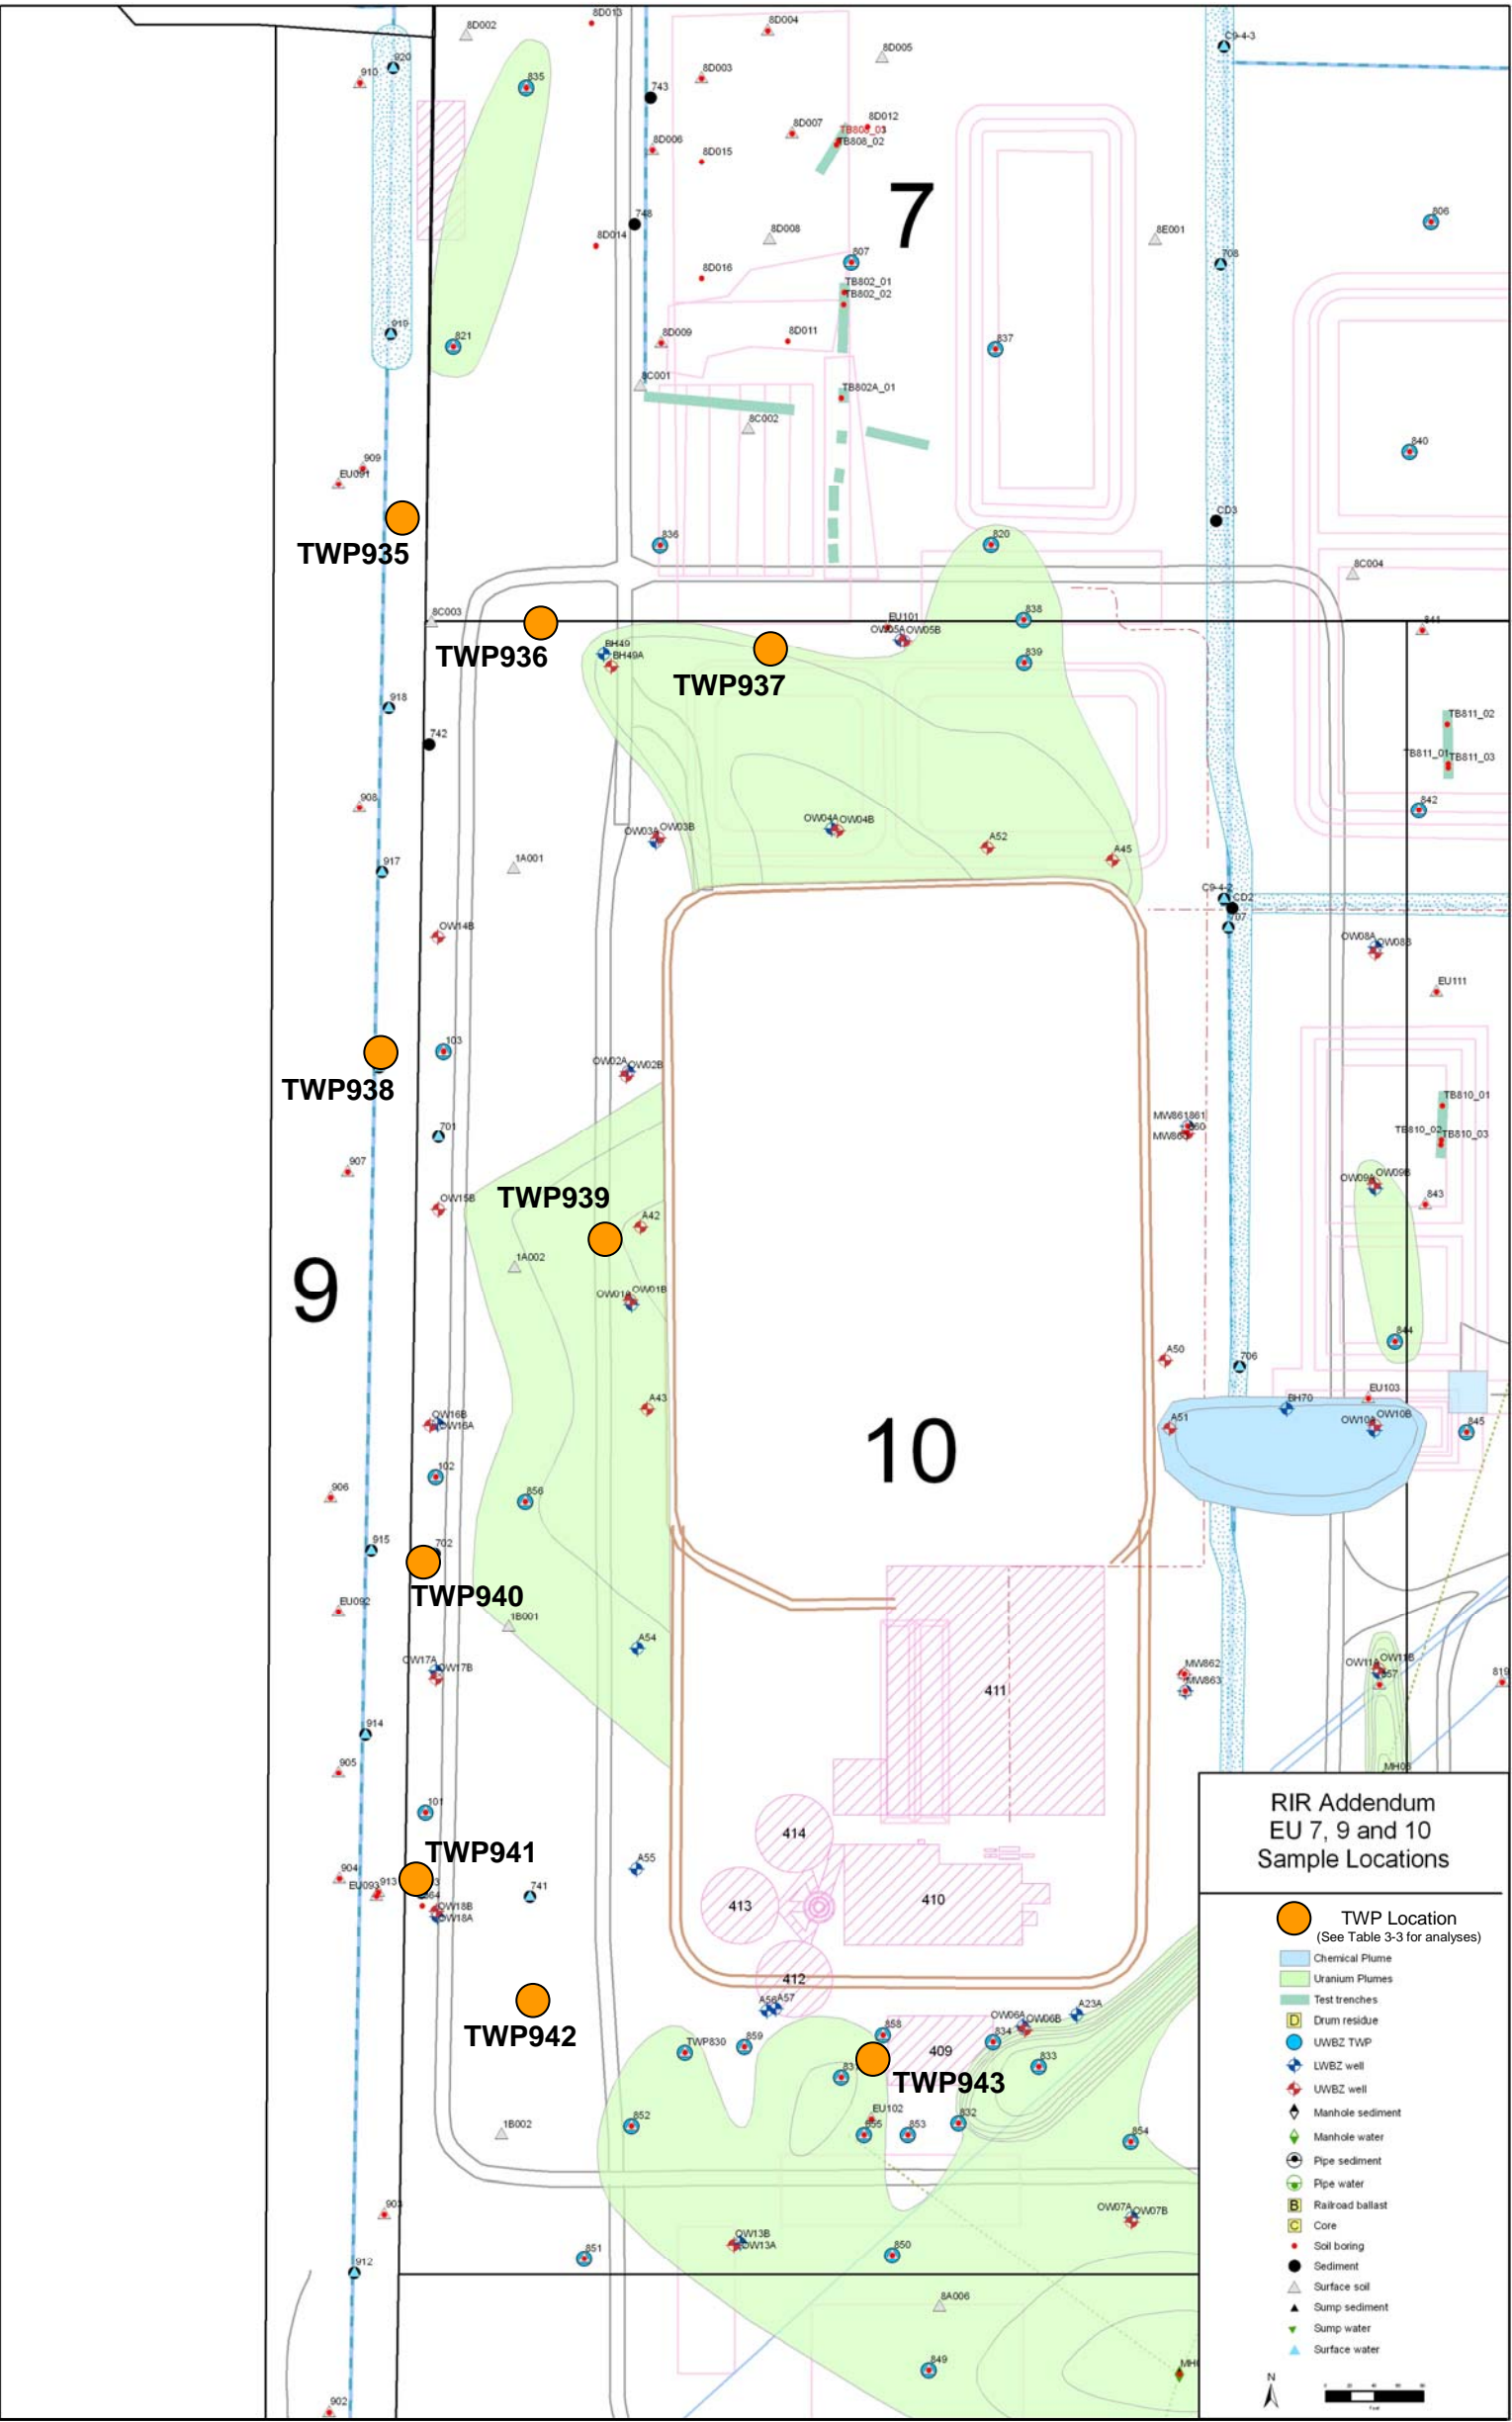 8D002
8D013
8D004
8D005
C9-4-3
920
910
835
743
8D003
8D007
8D012
TB808_03
TB808_02
8D006
8D015
7
748
8D014
8D008
8E001
806
708
8D016
807
TB802_01
TB802_02
919
821
8D009
8D011
837
8C001
TB802A_01
8C002
840
909
EU091
TWP935
CD3
836
820
8C004
8C003
TWP936
EU101
OW05A
OW05B
838
841
BH49
BH49A
TWP937
839
918
742
TB811_02
TB811_01
TB811_03
908
842
OW03A
OW03B
OW04A
OW04B
A52
A45
917
1A001
C9-4-2
CD2
707
OW14B
OW08A
OW08B
EU111
103
TWP938
OW02A
OW02B
TB810_01
701
MW861
861
TB810_02
TB810_03
907
OW09A
OW09B
OW15B
TWP939
A42
843
9
1A002
OW01A
OW01B
844
A50
706
EU103
A43
BH70
OW16B
OW16A
10
A51
OW10A
OW10B
845
102
906
856
915
702
TWP940
EU092
1B001
A54
OW17A
OW17B
411
MW862
MW863
OW11A
OW11B
857
819
914
905
101
414
RIR Addendum
EU 7, 9 and 10
Sample Locations
TWP941
904
EU093
913
A55
741
413
410
OW18B
OW18A
412
TWP942
A56
A57
OW06A
OW06B
A23A
858
TWP830
859
834
409
833
TWP943
EU102
852
855
853
832
854
1B002
903
OW07A
OW07B
OW13B
OW13A
851
850
912
8A006
849
902
TWP Location
(See Table 3-3 for analyses)
Chemical Plume
Uranium Plumes
Test trenches
D Drum residue
UWBZ TWP
LWBZ well
UWBZ well
Manhole sediment
Manhole water
Pipe sediment
Pipe water
B Railroad ballast
C Core
Soil boring
Sediment
Surface soil
Sump sediment
Sump water
Surface water
N